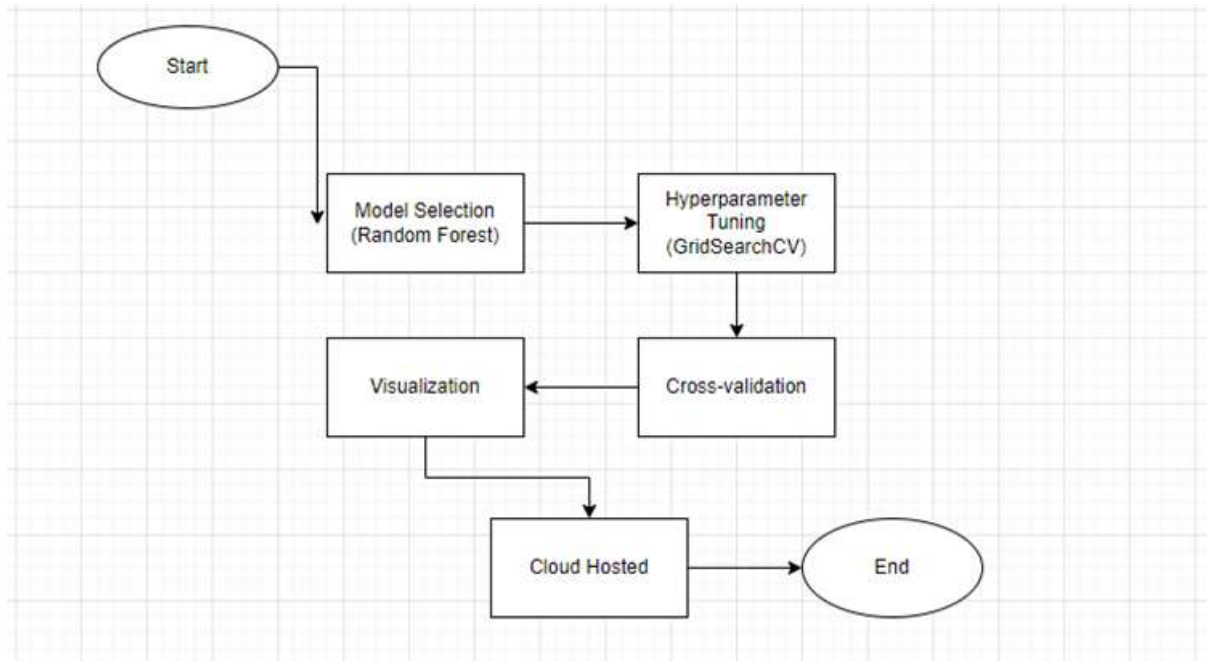 Start
Model Selection
(Random Forest)
Hyperparameter
Tuning
(GridSearchCV)
Visualization
Cross-validation
Cloud Hosted
End